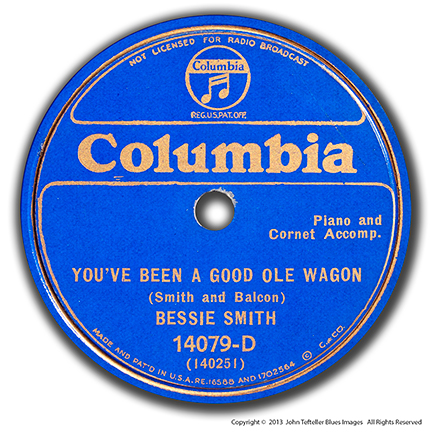 NOT LICENSED FOR RADIO BROADCAST
Columbia
REG.U.S.PAT.OFF.
Columbia
Piano and
Cornet Accomp.
YOU'VE BEEN A GOOD OLE WAGON
(Smith and Balcon)
BESSIE SMITH
14079-D
(140251)
MADE AND PAT'D IN U.S.A. RE-16588 AND 1702564 © C.P.CO.
Copyright © 2013 John Tefteller Blues Images All Rights Reserved